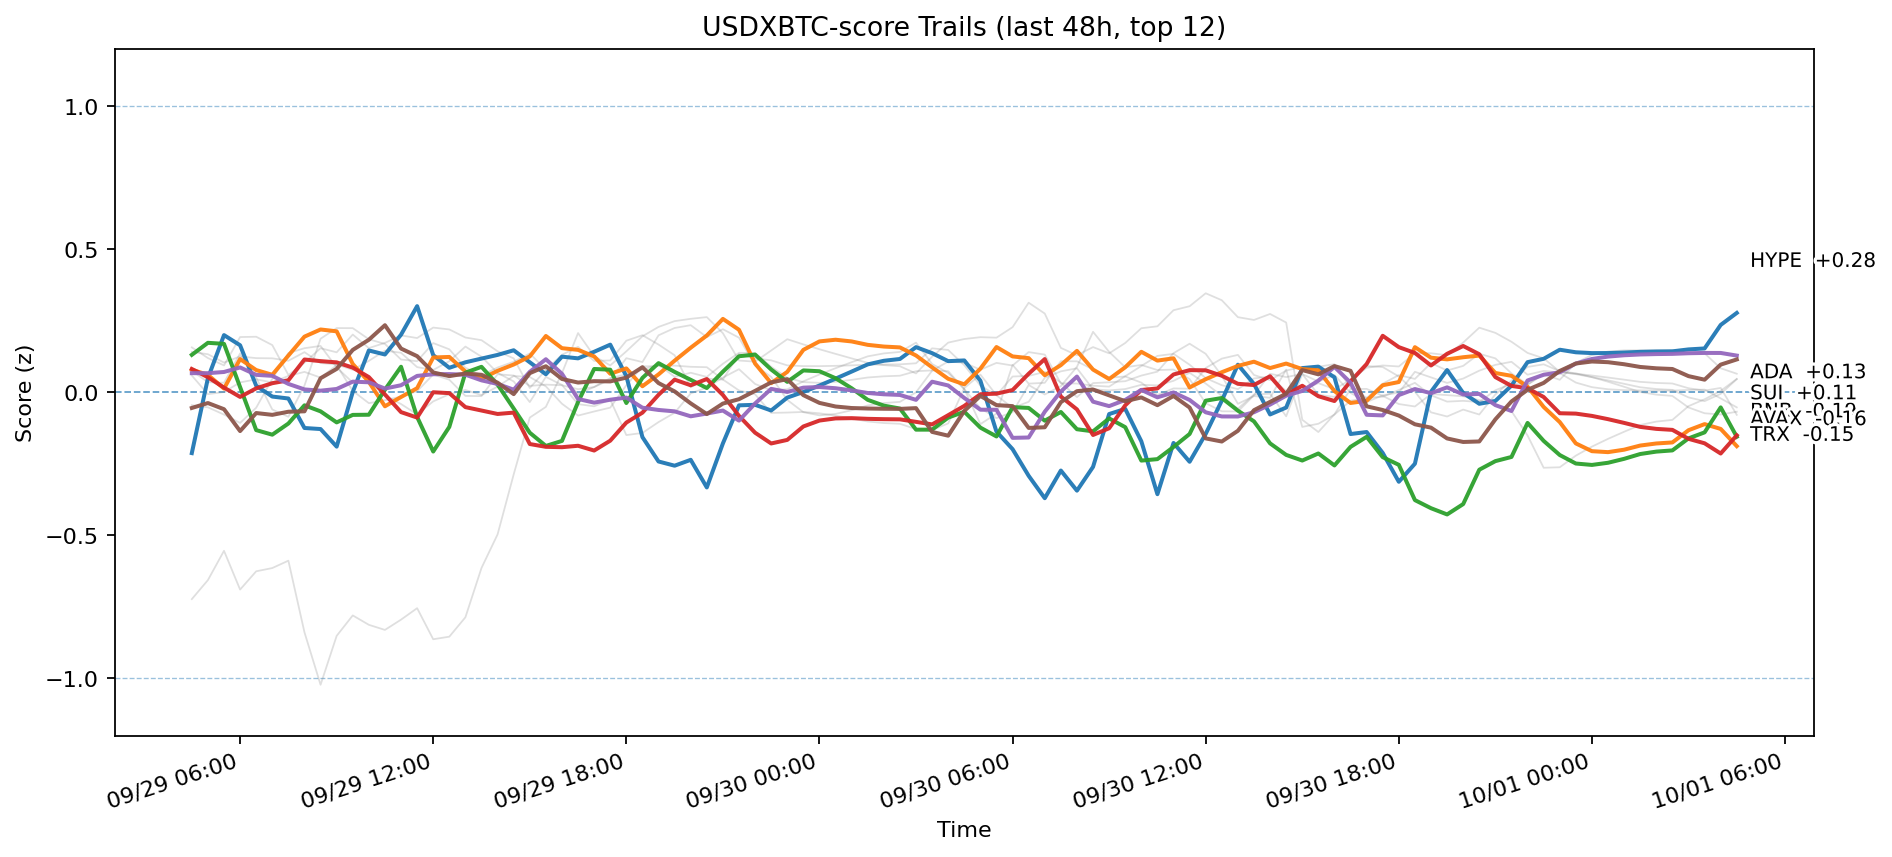 USDXBTC-score Trails (last 48h, top 12)
Score (z)
1.0
0.5
0.0
−0.5
−1.0
HYPE +0.28
ADA +0.13
SUI +0.11
AVAX -0.16
TRX -0.15
09/29 06:00
09/29 12:00
09/29 18:00
09/30 00:00
09/30 06:00
09/30 12:00
09/30 18:00
10/01 00:00
10/01 06:00
Time